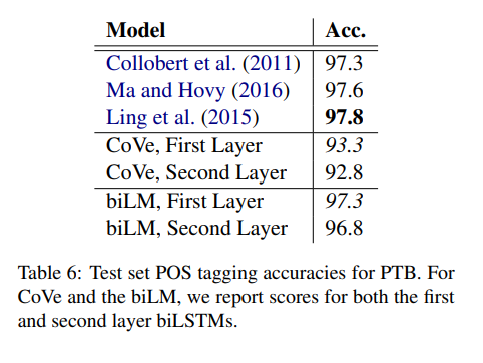 Model Acc.
Collobert et al. (2011) 97.3
Ma and Hovy (2016) 97.6
Ling et al. (2015) 97.8
CoVe, First Layer 93.3
CoVe, Second Layer 92.8
biLM, First Layer 97.3
biLM, Second Layer 96.8
Table 6: Test set POS tagging accuracies for PTB. For
CoVe and the biLM, we report scores for both the first
and second layer biLSTMs.